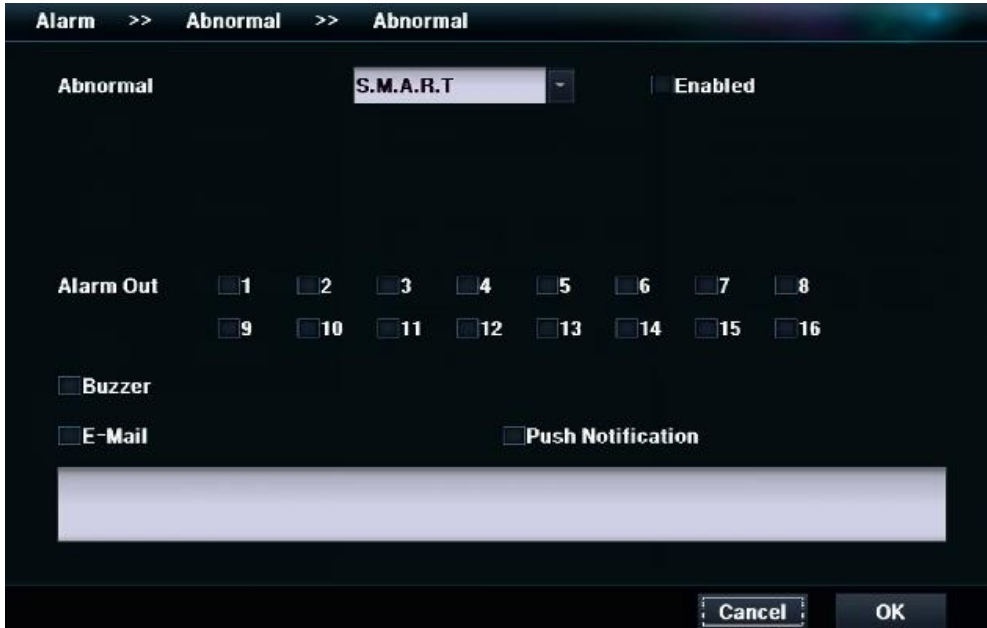 Alarm >> Abnormal >> Abnormal
Abnormal S.M.A.R.T Enabled
Alarm Out 1 2 3 4 5 6 7 8
9 10 11 12 13 14 15 16
Buzzer
E-Mail Push Notification
Cancel OK